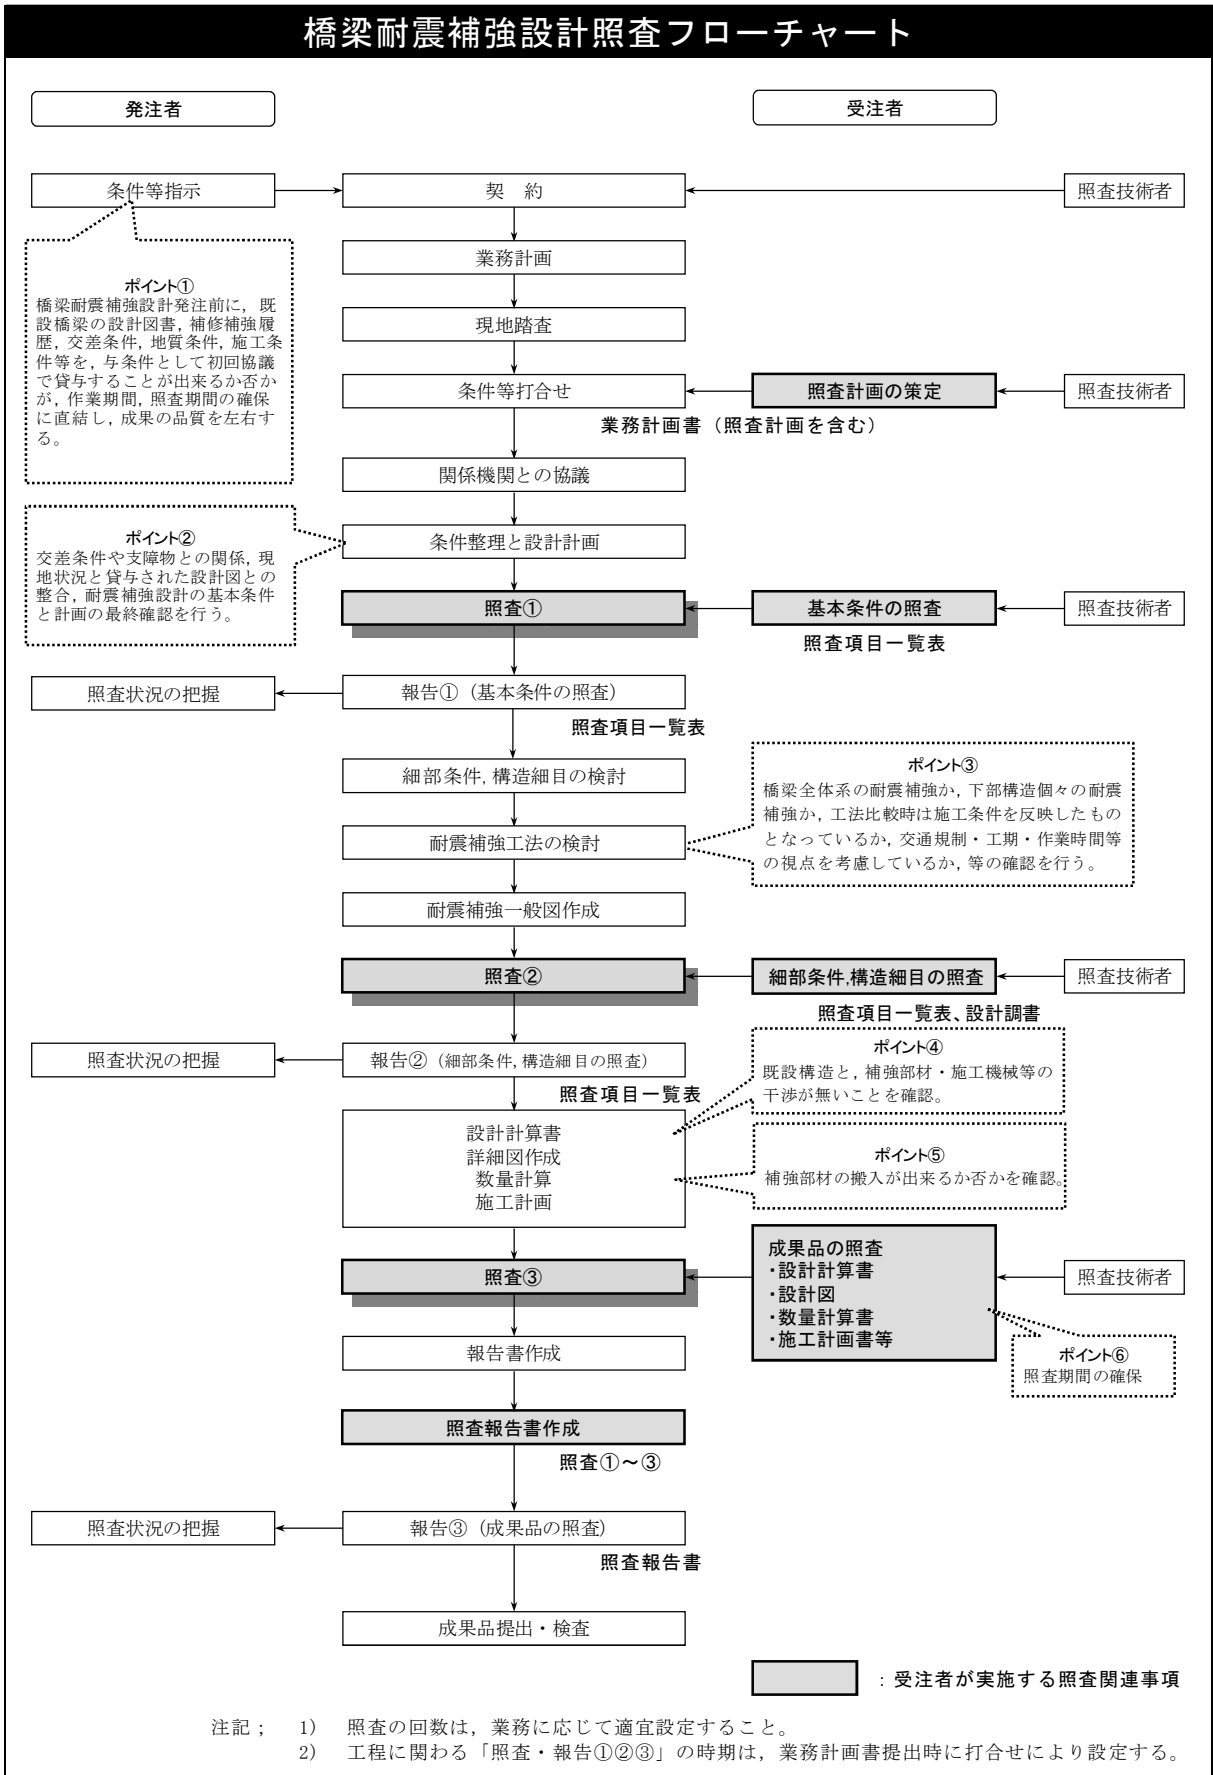 橋梁耐震補強設計照査フローチャート
発注者
受注者
条件等指示
契　約
照査技術者
業務計画
ポイント①
橋梁耐震補強設計発注前に，既
設橋梁の設計図書，補修補強履
歴，交差条件，地質条件，施工条
件等を，与条件として初回協議
で貸与することが出来るか否か
が，作業期間，照査期間の確保
に直結し，成果の品質を左右す
る。
現地踏査
条件等打合せ
照査計画の策定
照査技術者
業務計画書（照査計画を含む）
関係機関との協議
ポイント②
交差条件や支障物との関係，現
地状況と貸与された設計図との
整合，耐震補強設計の基本条件
と計画の最終確認を行う。
条件整理と設計計画
照査①
基本条件の照査
照査技術者
照査項目一覧表
照査状況の把握
報告①（基本条件の照査）
照査項目一覧表
細部条件，構造細目の検討
ポイント③
橋梁全体系の耐震補強か，下部構造個々の耐震
補強か，工法比較時は施工条件を反映したもの
となっているか，交通規制・工期・作業時間等
の視点を考慮しているか，等の確認を行う。
耐震補強工法の検討
耐震補強一般図作成
照査②
細部条件，構造細目の照査
照査技術者
照査項目一覧表、設計調書
照査状況の把握
報告②（細部条件，構造細目の照査）
照査項目一覧表
ポイント④
既設構造と，補強部材・施工機械等の
干渉が無いことを確認。
設計計算書
詳細図作成
数量計算
施工計画
ポイント⑤
補強部材の搬入が出来るか否かを確認。
照査③
成果品の照査
・設計計算書
・設計図
・数量計算書
・施工計画書等
照査技術者
報告書作成
ポイント⑥
照査期間の確保
照査報告書作成
照査①～③
照査状況の把握
報告③（成果品の照査）
照査報告書
成果品提出・検査
：受注者が実施する照査関連事項
注記； 1） 照査の回数は，業務に応じて適宜設定すること。
2） 工程に関わる「照査・報告①②③」の時期は，業務計画書提出時に打合せにより設定する。